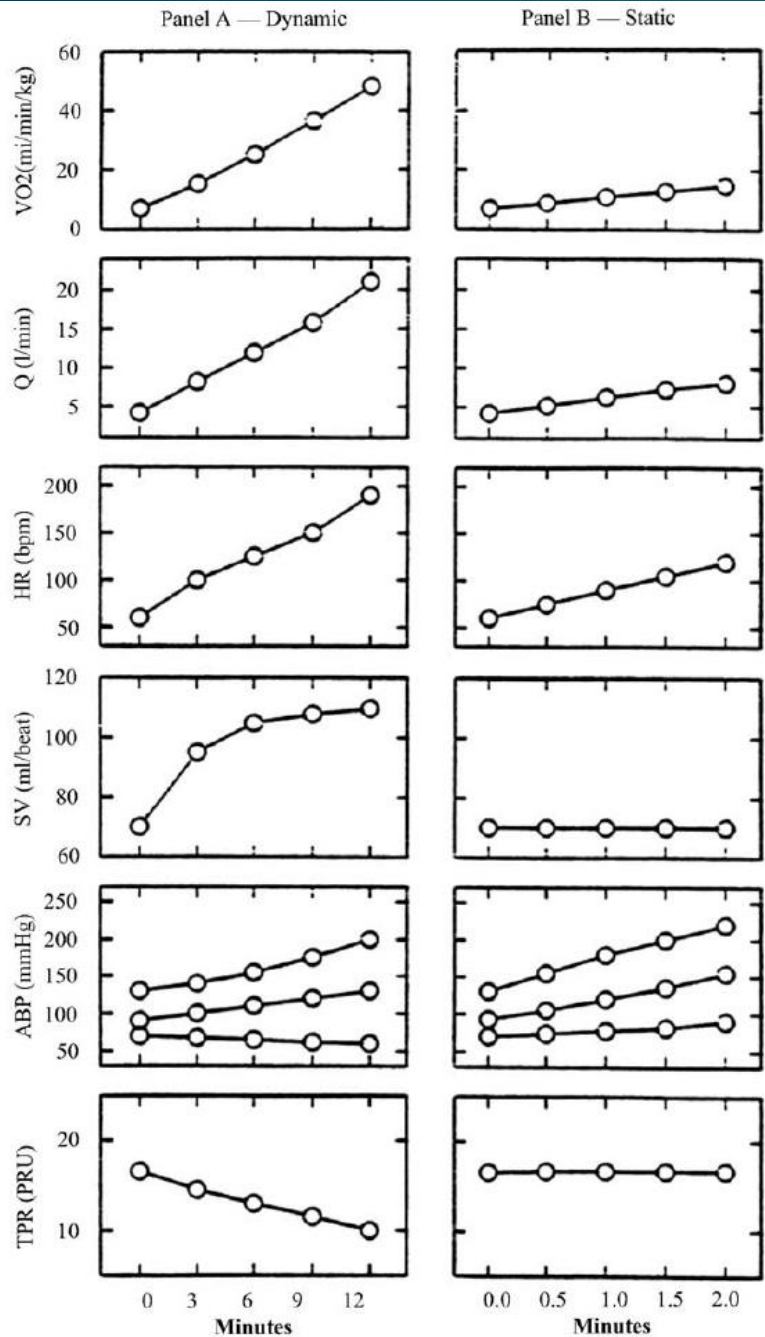 Panel A — Dynamic
Panel B — Static
VO2(mi/min/kg)
60
40
20
0
Q (l/min)
20
15
10
5
HR (bpm)
200
150
100
50
SV (ml/beat)
120
100
80
60
ABP (mmHg)
250
200
150
100
50
TPR (PRU)
20
10
0 3 6 9 12
Minutes
0.0 0.5 1.0 1.5 2.0
Minutes